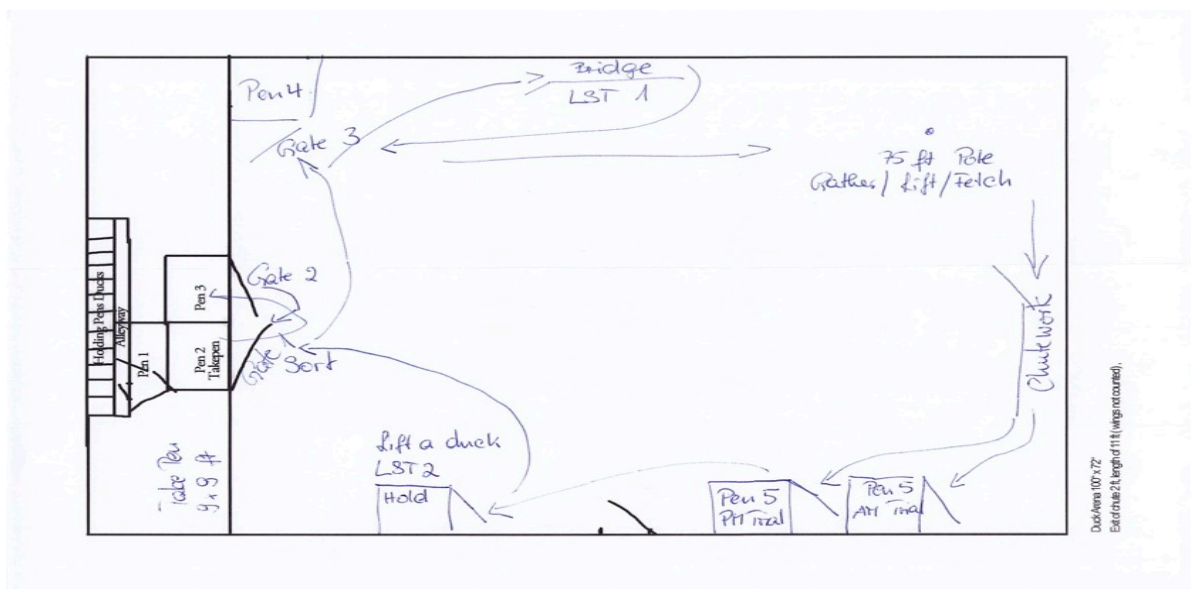 Pen 4
Gate 3
Bridge
LST 1
75 ft Pole
Gather / Lift / Fetch
Holding Pens Ducks
Alleyway
Pen 1
Pen 2
Takepen
Pen 3
Gate 2
Gate
Sort
Chutework
Lift a duck
LST 2
Hold
Take Pen
9 x 9 ft
Pen 5
PM Trial
Pen 5
AM Trial
Duck Arena 100' x 72'
Exit of chute 2 ft, length of 11 ft ( wings not counted),